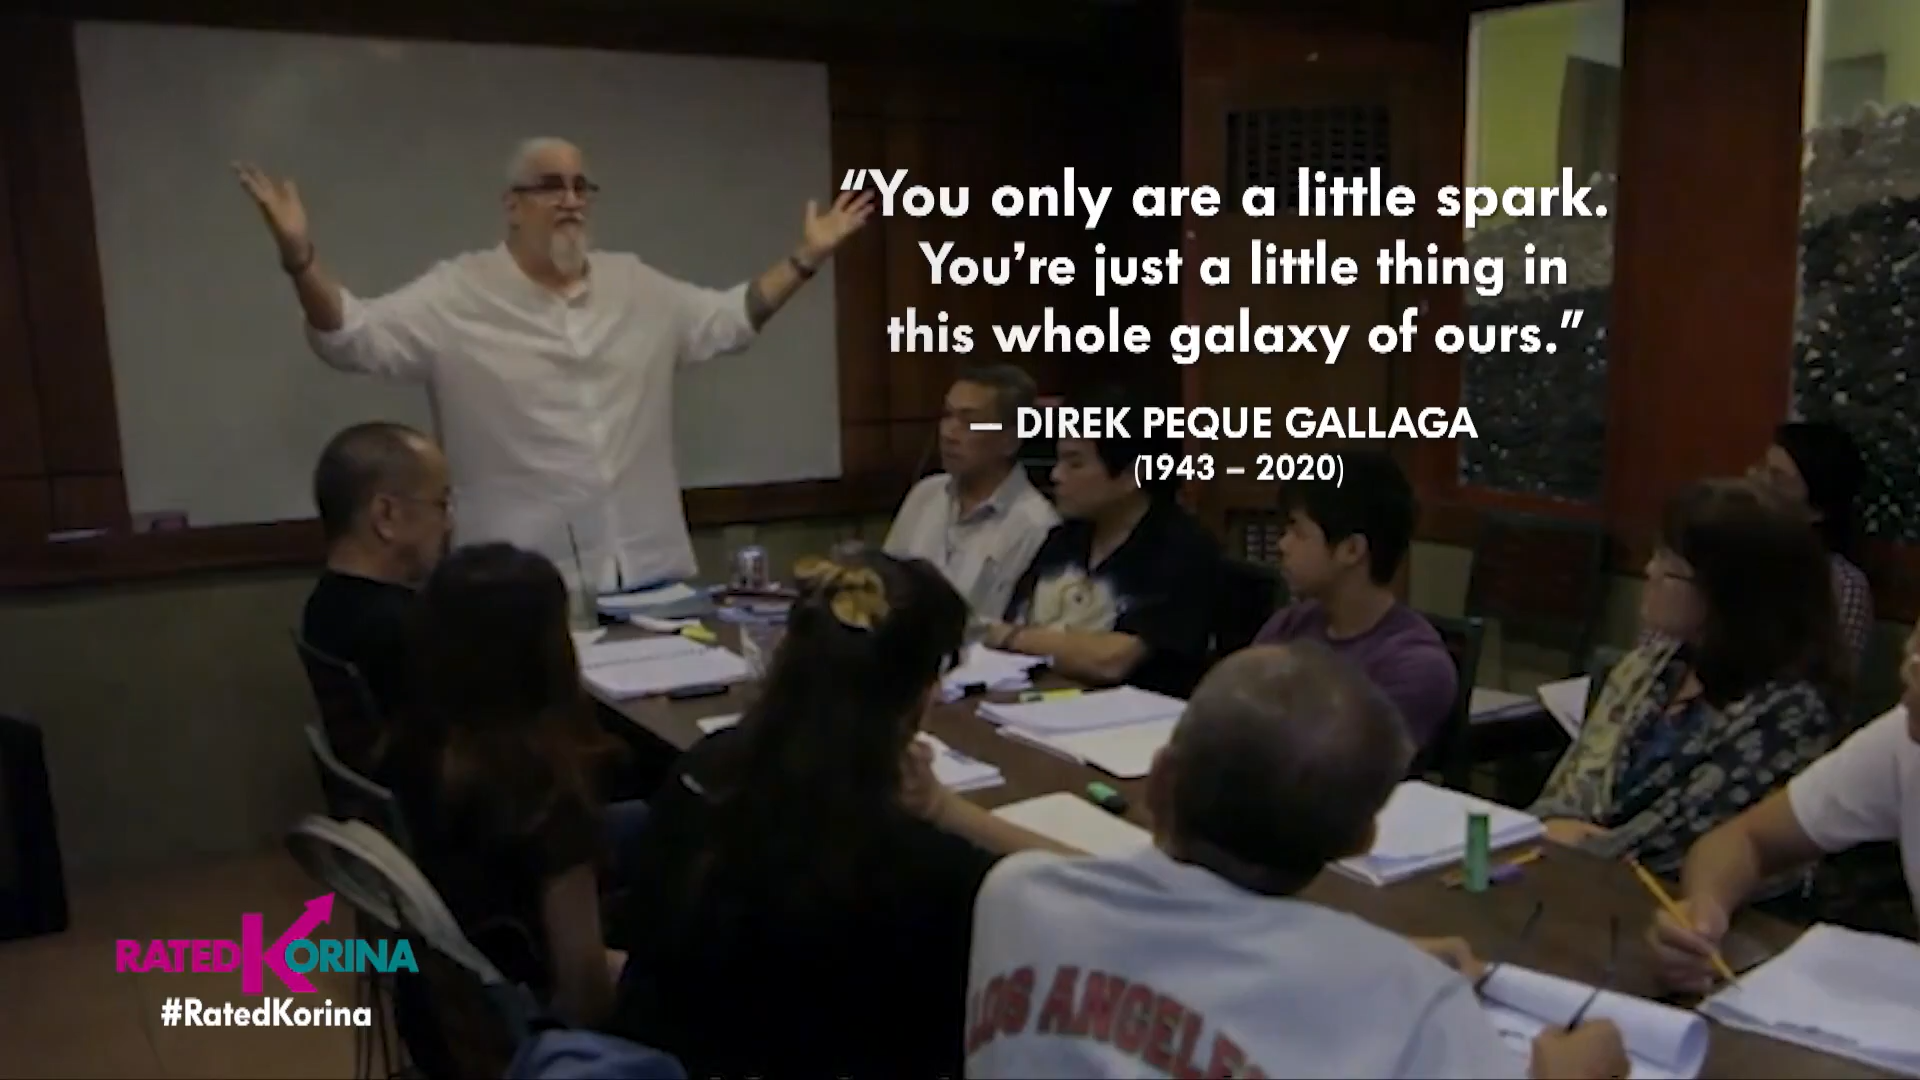 “You only are a little spark.
You’re just a little thing in
this whole galaxy of ours.”
— DIREK PEQUE GALLAGA
(1943 – 2020)
RATED KORINA
#RatedKorina
LOS ANGELES